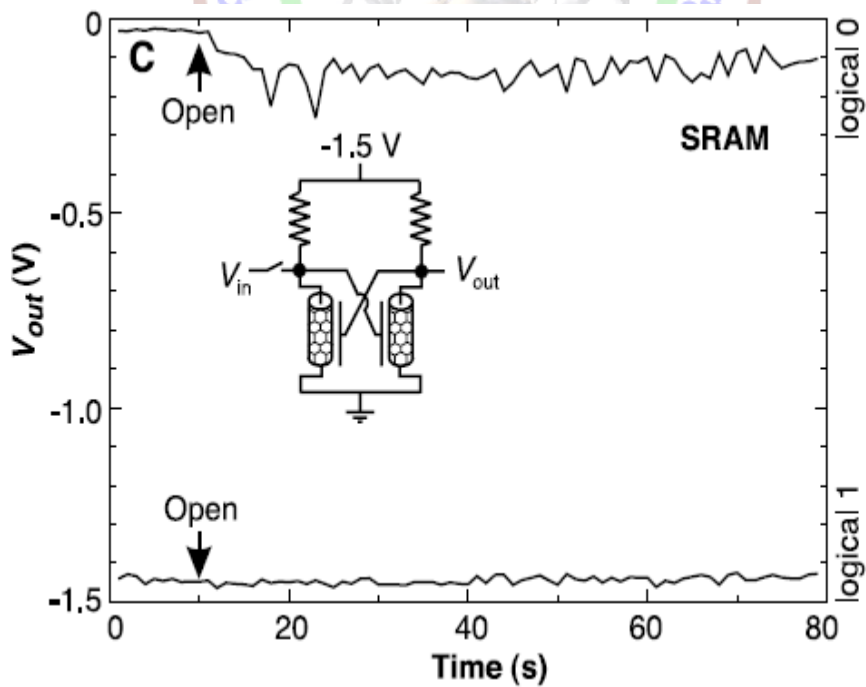 C
Open
SRAM
-1.5 V
V_in
V_out
Open
0
-0.5
-1.0
-1.5
V_out (V)
logical 0
logical 1
0 20 40 60 80
Time (s)